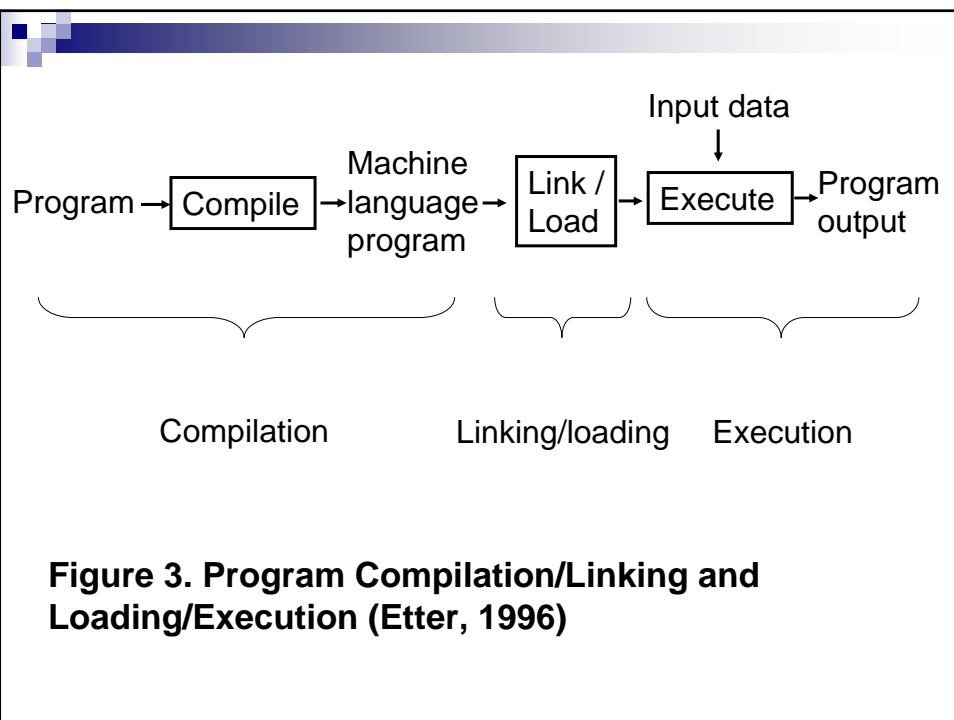 Input data
Program
Compile
Machine
language
program
Link /
Load
Execute
Program
output
Compilation
Linking/loading
Execution
Figure 3. Program Compilation/Linking and
Loading/Execution (Etter, 1996)